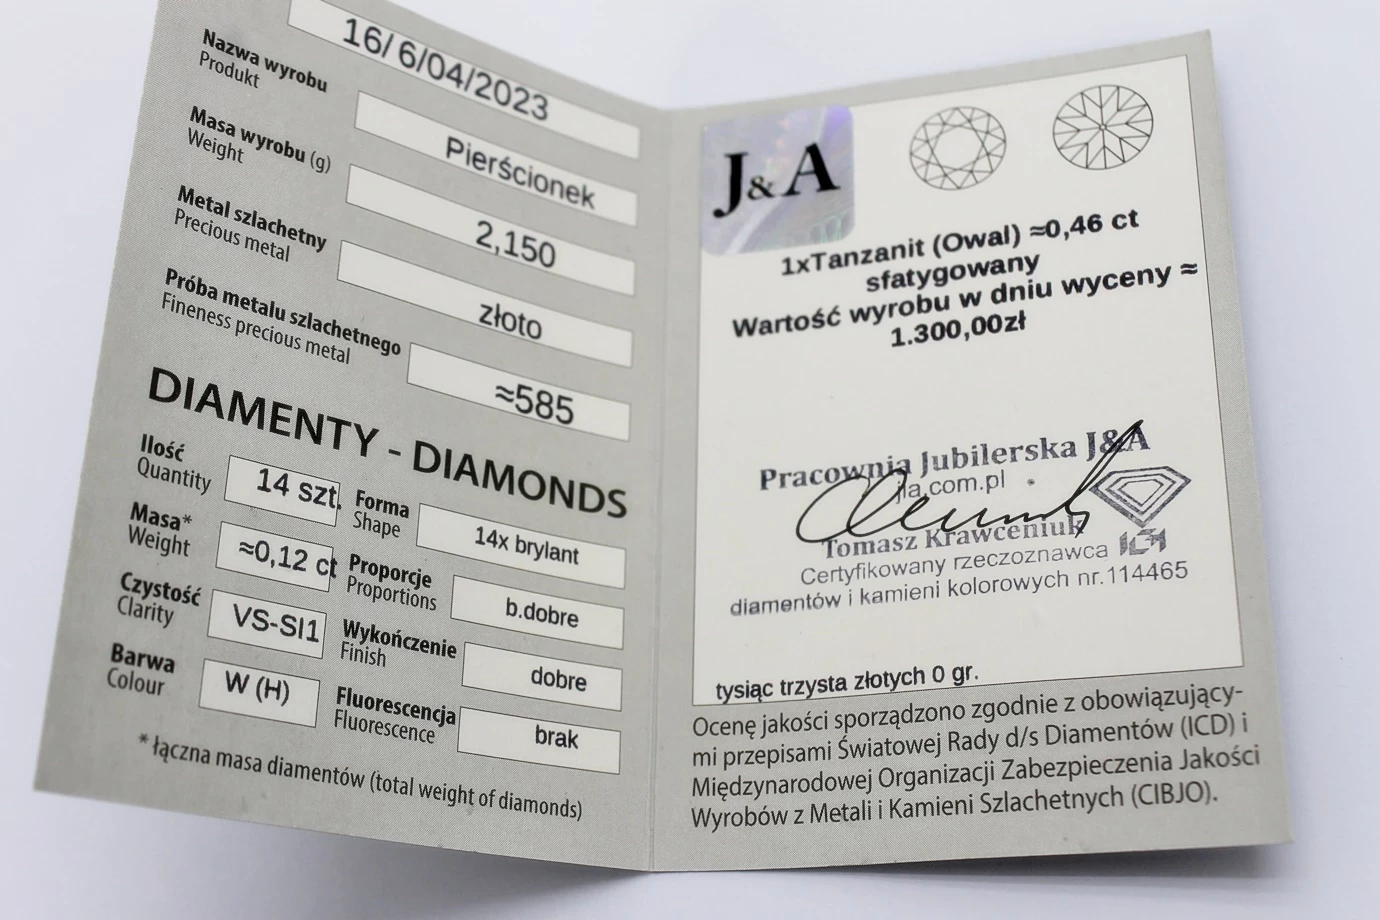 16/ 6/04/2023
Nazwa wyrobu
Produkt
Pierścionek
Masa wyrobu (g)
Weight
2,150
Metal szlachetny
Precious metal
złoto
Próba metalu szlachetnego
Fineness precious metal
≈585
DIAMENTY - DIAMONDS
Ilość
Quantity
14 szt.
Forma
Shape
14x brylant
Masa*
Weight
≈0,12 ct
Proporcje
Proportions
b.dobre
Czystość
Clarity
VS-SI1
Wykończenie
Finish
dobre
Barwa
Colour
W (H)
Fluorescencja
Fluorescence
brak
* łączna masa diamentów (total weight of diamonds)
J&A
1xTanzanit (Owal) ≈0,46 ct
sfatygowany
Wartość wyrobu w dniu wyceny ≈
1.300,00zł
Pracownia Jubilerska J&A
jla.com.pl
Tomasz Krawceniuk
Certyfikowany rzeczoznawca
diamentów i kamieni kolorowych nr.114465
tysiąc trzysta złotych 0 gr.
Ocenę jakości sporządzono zgodnie z obowiązujący-
mi przepisami Światowej Rady d/s Diamentów (ICD) i
Międzynarodowej Organizacji Zabezpieczenia Jakości
Wyrobów z Metali i Kamieni Szlachetnych (CIBJO).